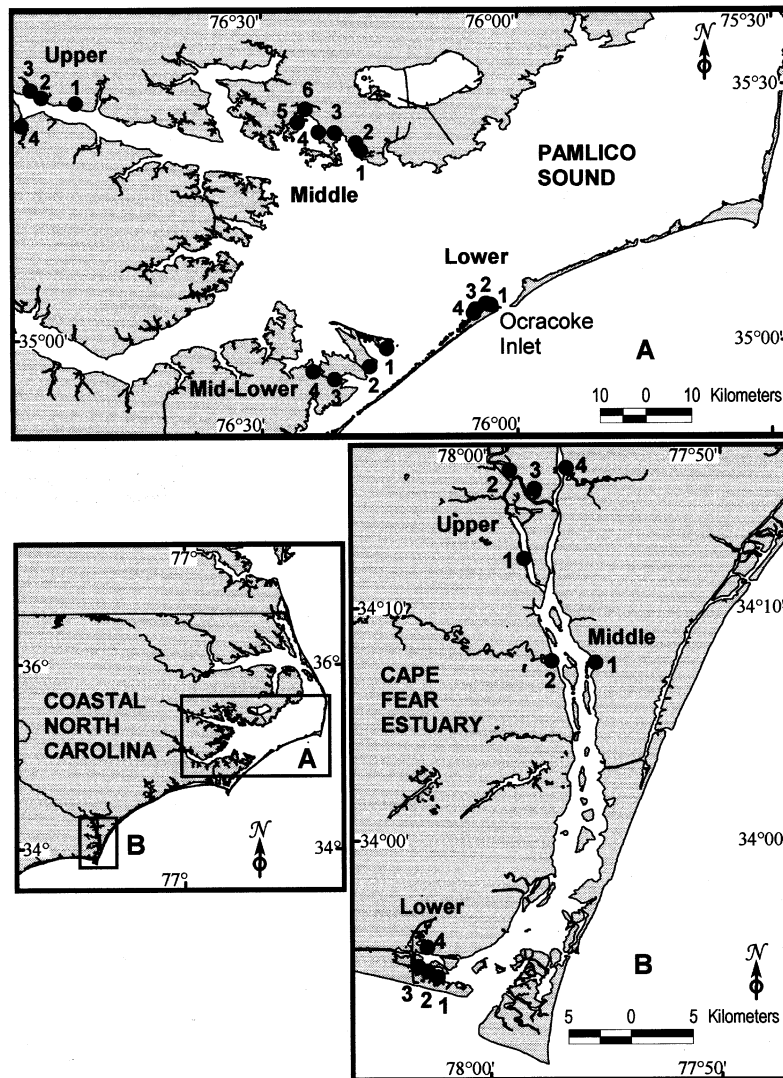 76°30'
76°00'
75°30'
Upper
3
2
1
4
6
5
4
3
2
1
Middle
N
35°30'
PAMLICO
SOUND
Lower
2
3
1
4
Ocracoke
Inlet
35°00'
35°00'
A
1
2
Mid-Lower
4
3
10 0 10 Kilometers
76°30'
76°00'
78°00'
77°50'
2
3
4
Upper
1
34°10'
34°10'
Middle
2
1
CAPE
FEAR
ESTUARY
34°00'
34°00'
Lower
4
3
2
1
N
B
5 0 5 Kilometers
78°00'
77°50'
77°
36°
36°
COASTAL
NORTH
CAROLINA
A
B
N
34°
34°
77°